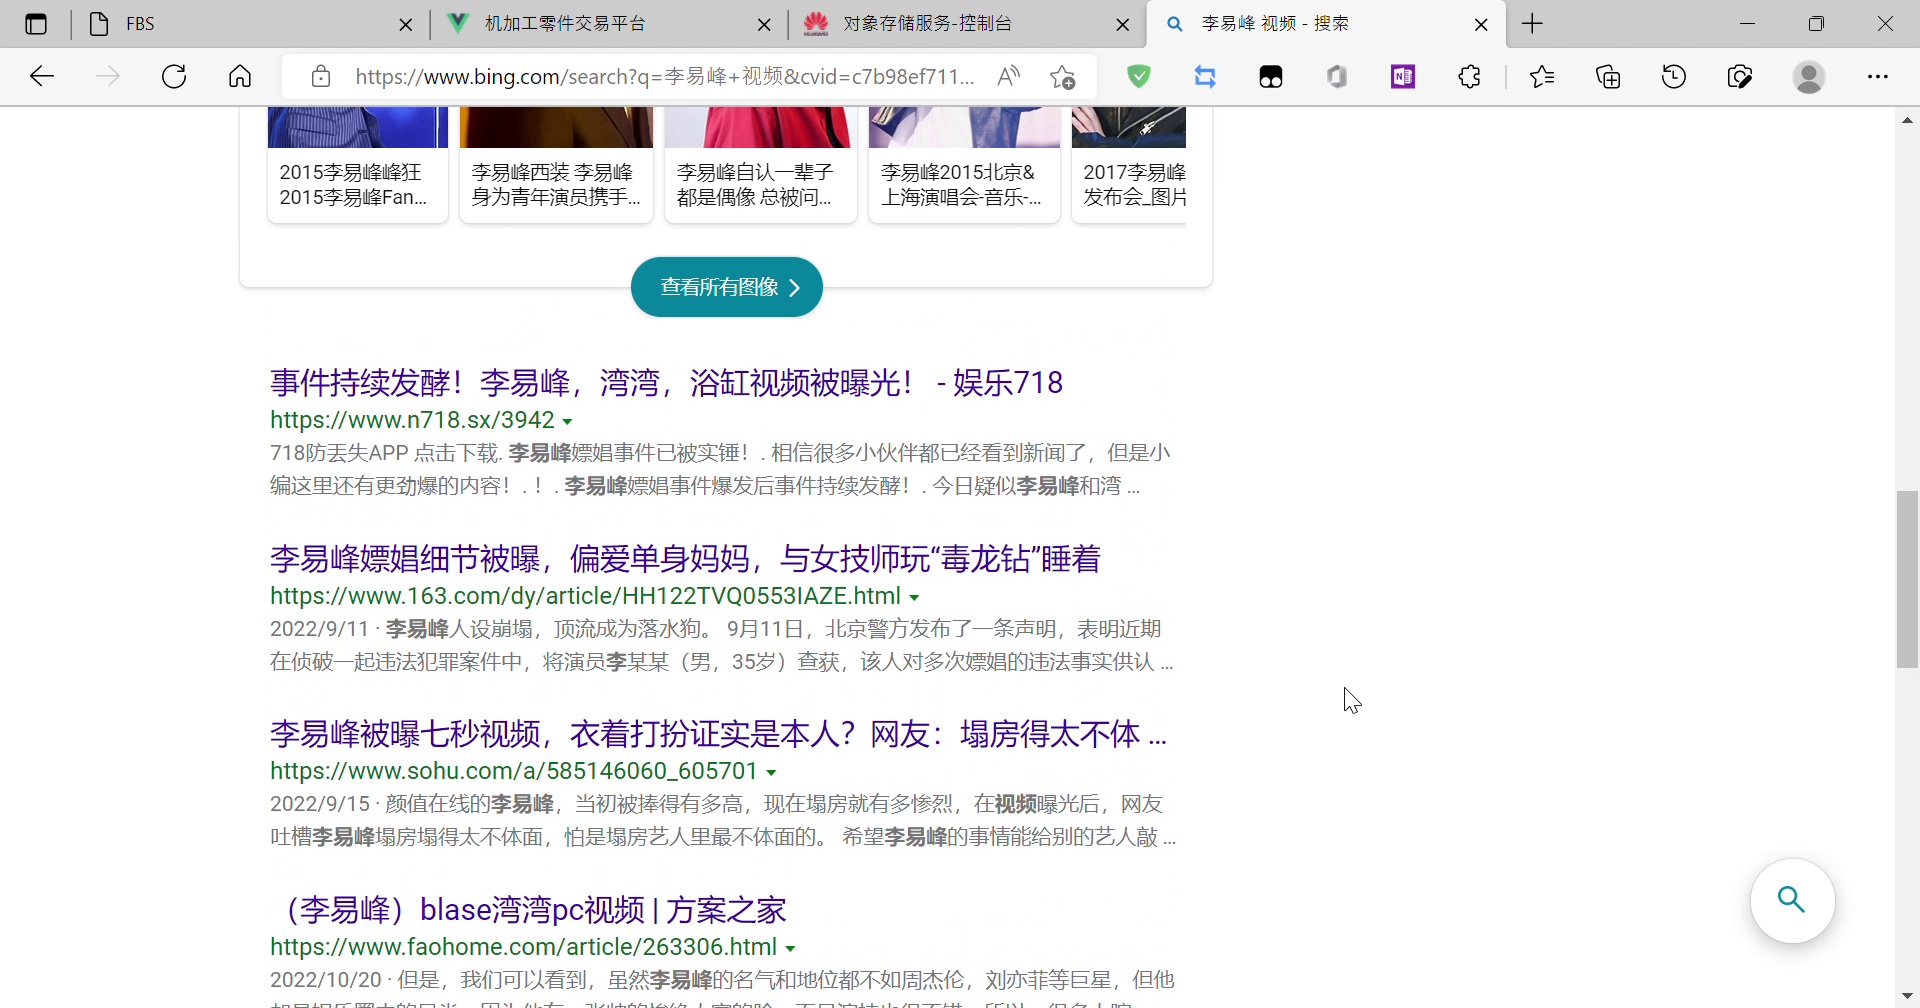 FBS
机加工零件交易平台
对象存储服务-控制台
李易峰 视频 - 搜索
https://www.bing.com/search?q=李易峰+视频&cvid=c7b98ef711...
2015李易峰峰狂
2015李易峰Fan...
李易峰西装 李易峰
身为青年演员携手...
李易峰自认一辈子
都是偶像 总被问...
李易峰2015北京&
上海演唱会-音乐-...
2017李易峰
发布会_图片
查看所有图像
事件持续发酵！李易峰，湾湾，浴缸视频被曝光！ - 娱乐718
https://www.n718.sx/3942
718防丟失APP 点击下载. 李易峰嫖娼事件已被实锤！. 相信很多小伙伴都已经看到新闻了，但是小
编这里还有更劲爆的内容！.！. 李易峰嫖娼事件爆发后事件持续发酵！. 今日疑似李易峰和湾 ...
李易峰嫖娼细节被曝，偏爱单身妈妈，与女技师玩“毒龙钻”睡着
https://www.163.com/dy/article/HH122TVQ0553IAZE.html
2022/9/11 · 李易峰人设崩塌，顶流成为落水狗。 9月11日，北京警方发布了一条声明，表明近期
在侦破一起违法犯罪案件中，将演员李某某（男，35岁）查获，该人对多次嫖娼的违法事实供认 ...
李易峰被曝七秒视频，衣着打扮证实是本人？网友：塌房得太不体 ...
https://www.sohu.com/a/585146060_605701
2022/9/15 · 颜值在线的李易峰，当初被捧得有多高，现在塌房就有多惨烈，在视频曝光后，网友
吐槽李易峰塌房塌得太不体面，怕是塌房艺人里最不体面的。 希望李易峰的事情能给别的艺人敲 ...
（李易峰）blase湾湾pc视频 | 方案之家
https://www.faohome.com/article/263306.html
2022/10/20 · 但是，我们可以看到，虽然李易峰的名气和地位都不如周杰伦，刘亦菲等巨星，但他